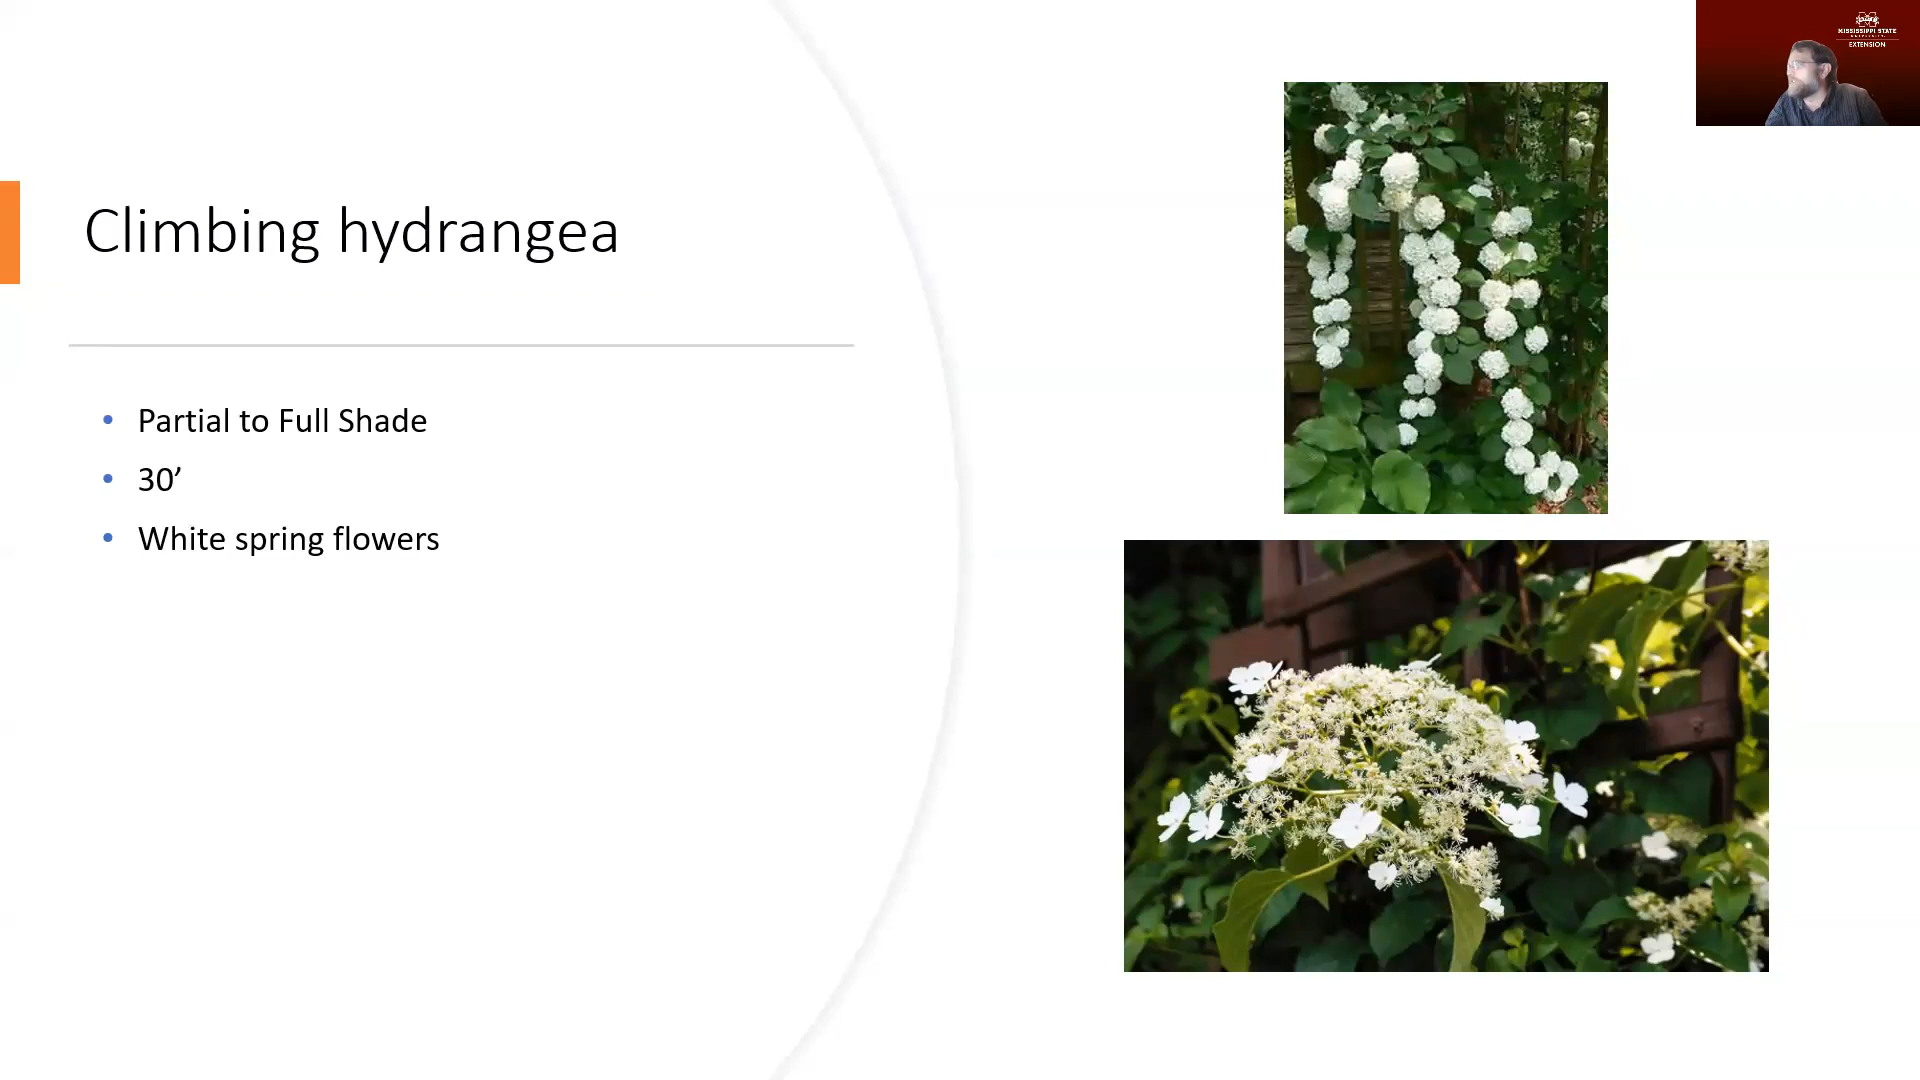 MISSISSIPPI STATE
UNIVERSITY
EXTENSION
Climbing hydrangea
Partial to Full Shade
30’
White spring flowers